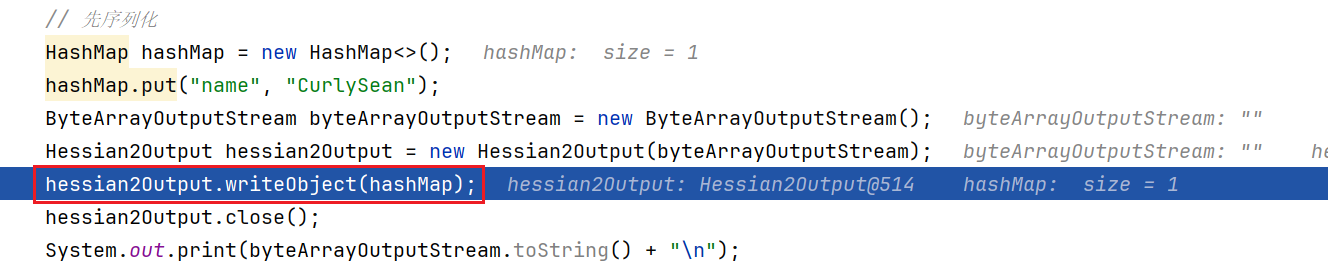 // 先序列化
HashMap hashMap = new HashMap<>(); hashMap: size = 1
hashMap.put("name", "CurlySean");
ByteArrayOutputStream byteArrayOutputStream = new ByteArrayOutputStream(); byteArrayOutputStream: ""
Hessian2Output hessian2Output = new Hessian2Output(byteArrayOutputStream); byteArrayOutputStream: "" he
hessian2Output.writeObject(hashMap); hessian2Output: Hessian2Output@514 hashMap: size = 1
hessian2Output.close();
System.out.print(byteArrayOutputStream.toString() + "\n");